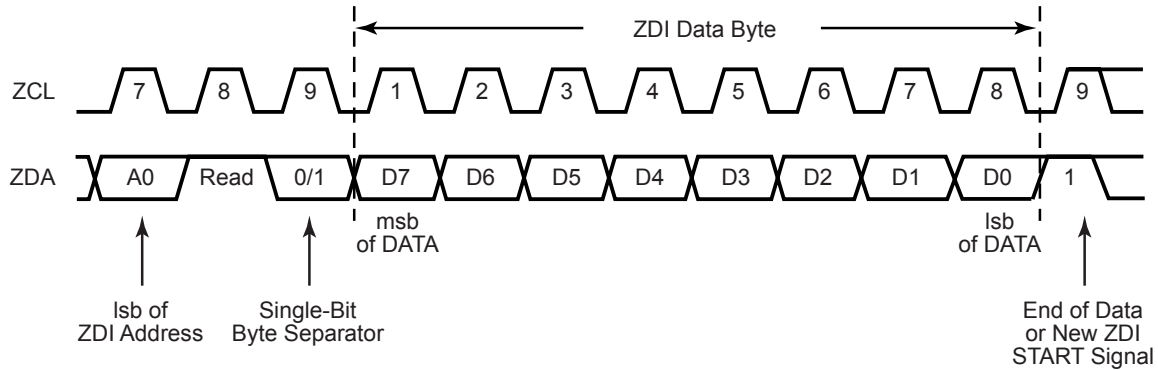 ZDI Data Byte
ZCL 7 8 9 1 2 3 4 5 6 7 8 9
ZDA A0 Read 0/1 D7 D6 D5 D4 D3 D2 D1 D0 1
msb
of DATA
lsb
of DATA
lsb of
ZDI Address
Single-Bit
Byte Separator
End of Data
or New ZDI
START Signal